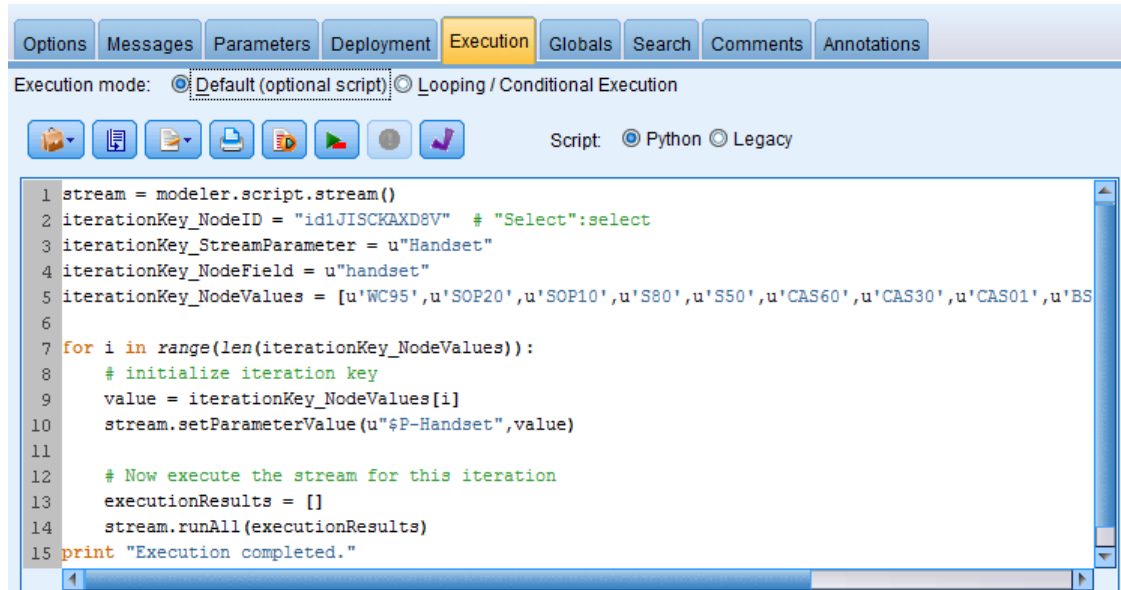 Options Messages Parameters Deployment Execution Globals Search Comments Annotations
Execution mode: Default (optional script) Looping / Conditional Execution
Script: Python Legacy
1 stream = modeler.script.stream()
2 iterationKey_NodeID = "id1JISCKAXD8V"  # "Select":select
3 iterationKey_StreamParameter = u"Handset"
4 iterationKey_NodeField = u"handset"
5 iterationKey_NodeValues = [u'WC95',u'SOP20',u'SOP10',u'S80',u'S50',u'CAS60',u'CAS30',u'CAS01',u'BS
6
7 for i in range(len(iterationKey_NodeValues)):
8     # initialize iteration key
9     value = iterationKey_NodeValues[i]
10     stream.setParameterValue(u"$P-Handset",value)
11
12     # Now execute the stream for this iteration
13     executionResults = []
14     stream.runAll(executionResults)
15 print "Execution completed."